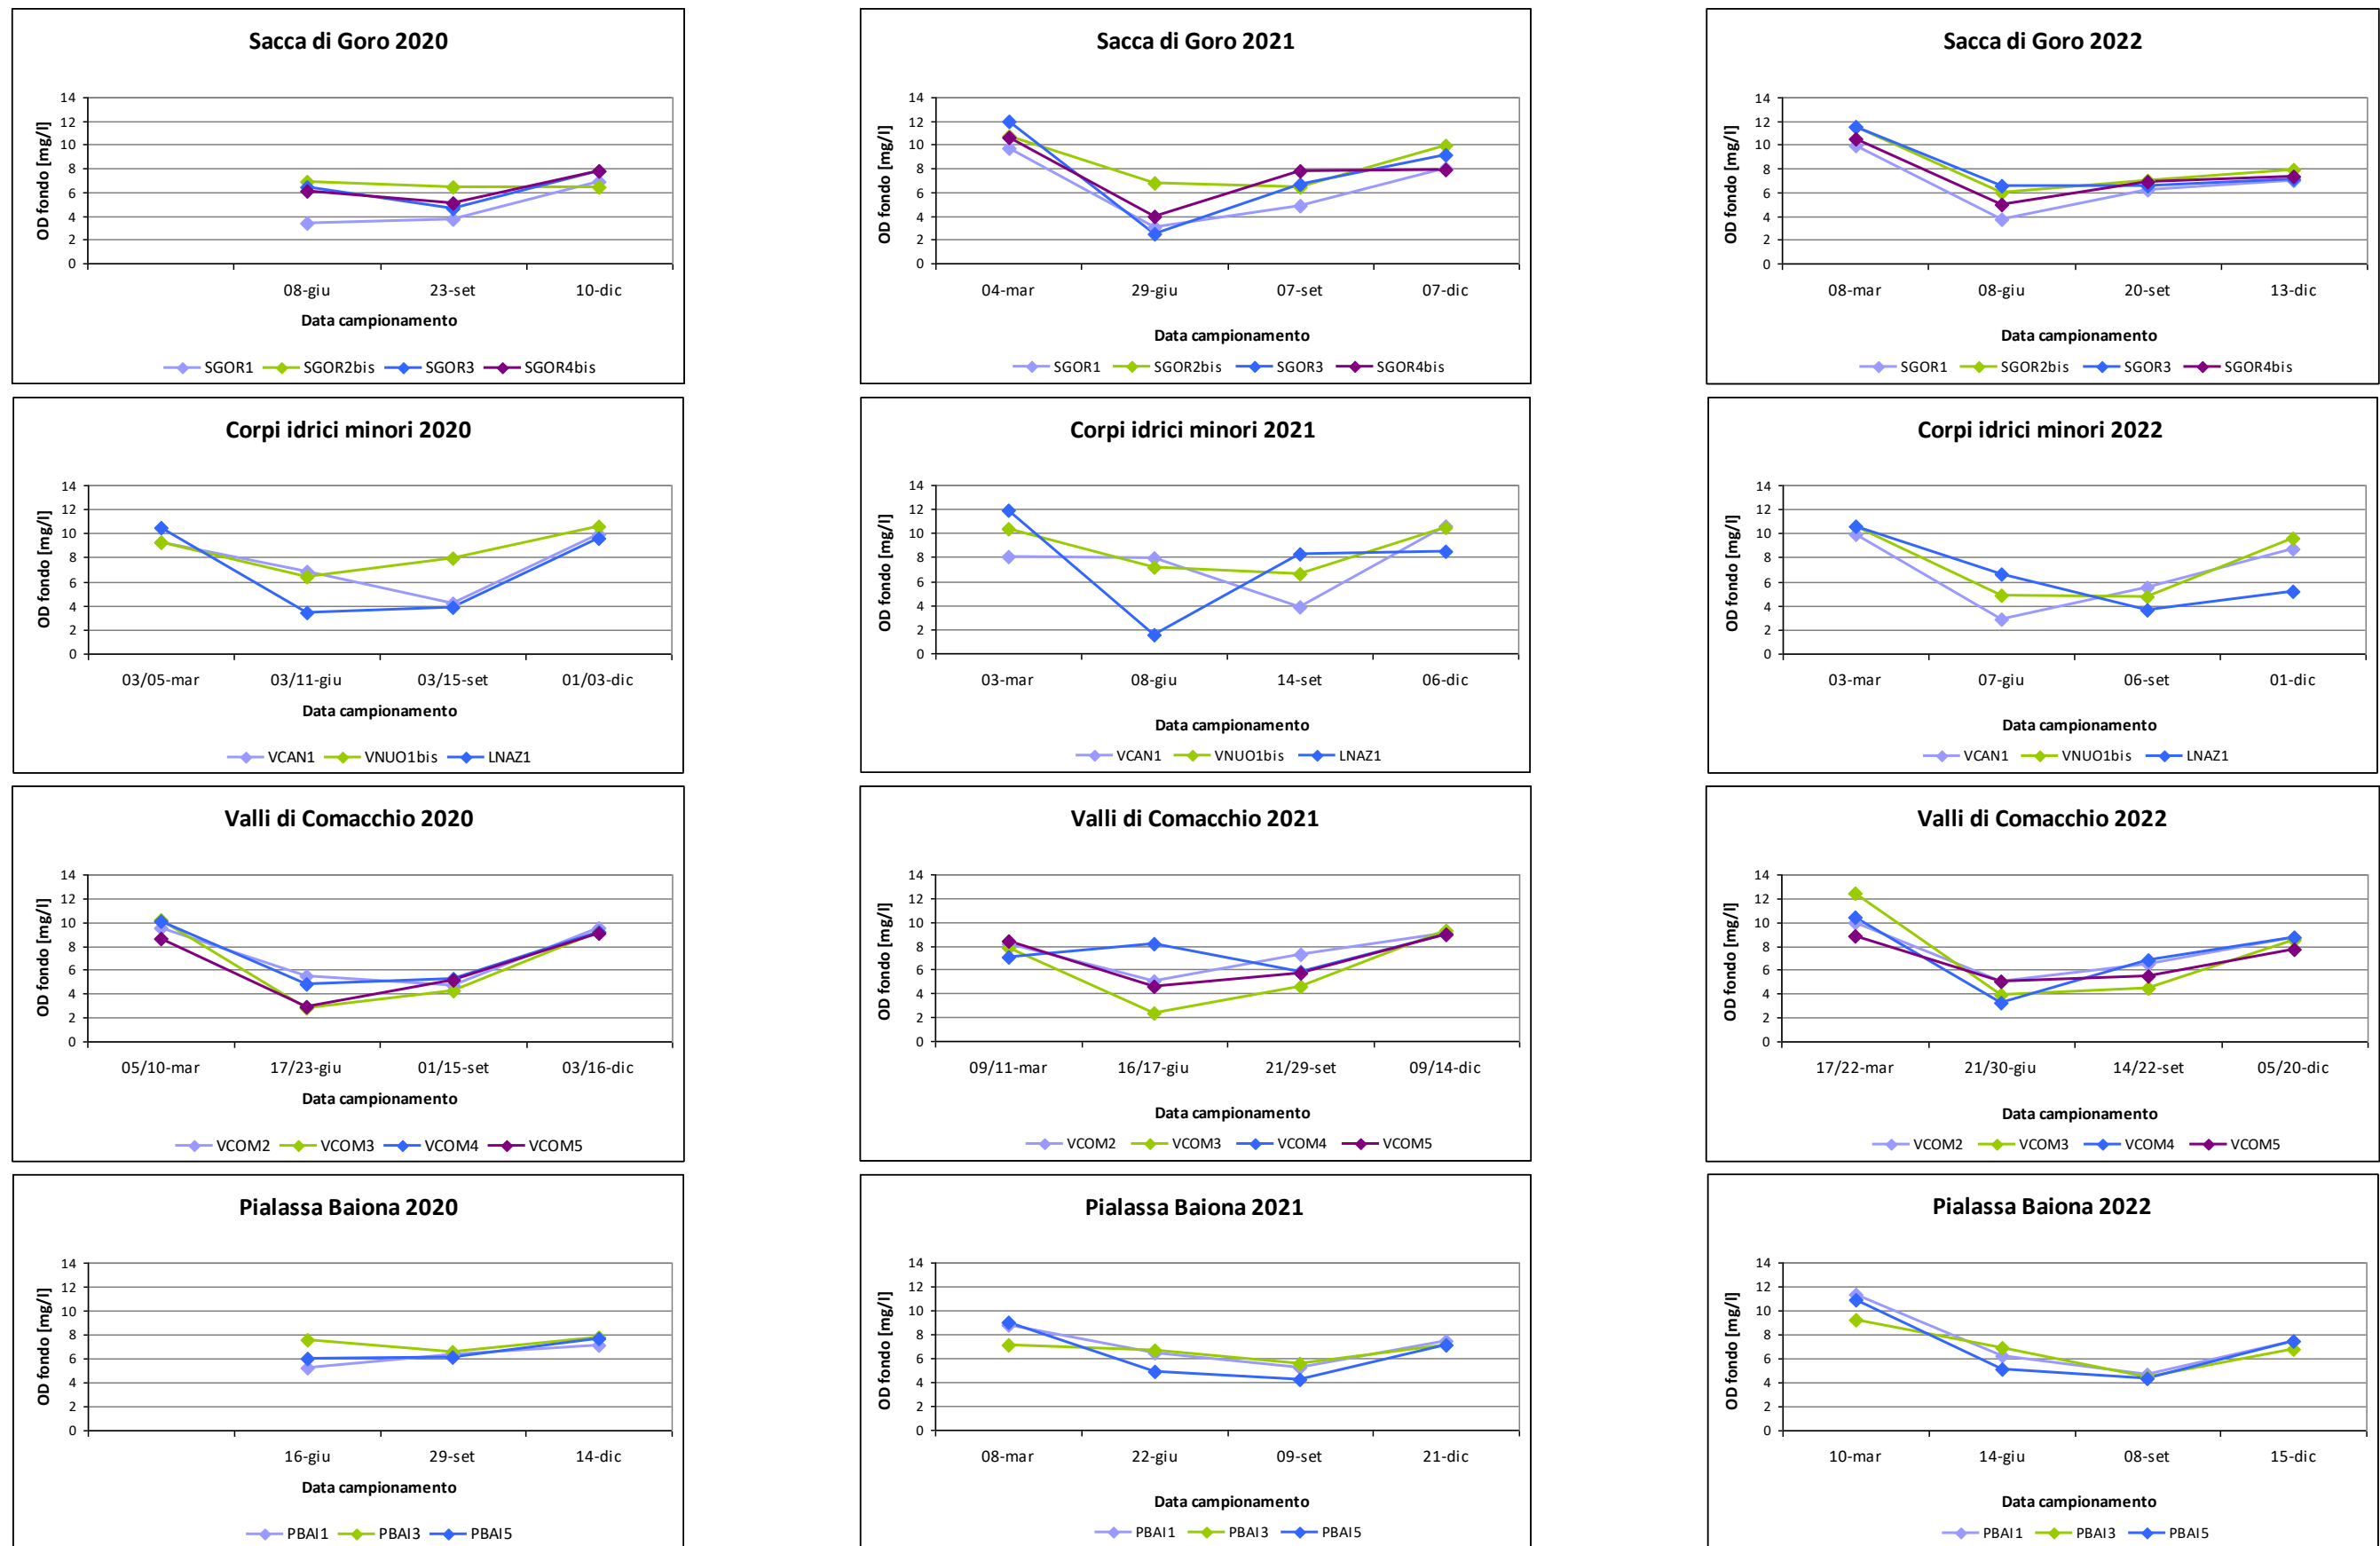 Sacca di Goro 2020
OD fondo [mg/l]
14
12
10
8
6
4
2
0
08-giu 23-set 10-dic
Data campionamento
SGOR1 SGOR2bis SGOR3 SGOR4bis
Sacca di Goro 2021
OD fondo [mg/l]
14
12
10
8
6
4
2
0
04-mar 29-giu 07-set 07-dic
Data campionamento
SGOR1 SGOR2bis SGOR3 SGOR4bis
Sacca di Goro 2022
OD fondo [mg/l]
14
12
10
8
6
4
2
0
08-mar 08-giu 20-set 13-dic
Data campionamento
SGOR1 SGOR2bis SGOR3 SGOR4bis
Corpi idrici minori 2020
OD fondo [mg/l]
14
12
10
8
6
4
2
0
03/05-mar 03/11-giu 03/15-set 01/03-dic
Data campionamento
VCAN1 VNUO1bis LNAZ1
Corpi idrici minori 2021
OD fondo [mg/l]
14
12
10
8
6
4
2
0
03-mar 08-giu 14-set 06-dic
Data campionamento
VCAN1 VNUO1bis LNAZ1
Corpi idrici minori 2022
OD fondo [mg/l]
14
12
10
8
6
4
2
0
03-mar 07-giu 06-set 01-dic
Data campionamento
VCAN1 VNUO1bis LNAZ1
Valli di Comacchio 2020
OD fondo [mg/l]
14
12
10
8
6
4
2
0
05/10-mar 17/23-giu 01/15-set 03/16-dic
Data campionamento
VCOM2 VCOM3 VCOM4 VCOM5
Valli di Comacchio 2021
OD fondo [mg/l]
14
12
10
8
6
4
2
0
09/11-mar 16/17-giu 21/29-set 09/14-dic
Data campionamento
VCOM2 VCOM3 VCOM4 VCOM5
Valli di Comacchio 2022
OD fondo [mg/l]
14
12
10
8
6
4
2
0
17/22-mar 21/30-giu 14/22-set 05/20-dic
Data campionamento
VCOM2 VCOM3 VCOM4 VCOM5
Pialassa Baiona 2020
OD fondo [mg/l]
14
12
10
8
6
4
2
0
16-giu 29-set 14-dic
Data campionamento
PBAI1 PBAI3 PBAI5
Pialassa Baiona 2021
OD fondo [mg/l]
14
12
10
8
6
4
2
0
08-mar 22-giu 09-set 21-dic
Data campionamento
PBAI1 PBAI3 PBAI5
Pialassa Baiona 2022
OD fondo [mg/l]
14
12
10
8
6
4
2
0
10-mar 14-giu 08-set 15-dic
Data campionamento
PBAI1 PBAI3 PBAI5